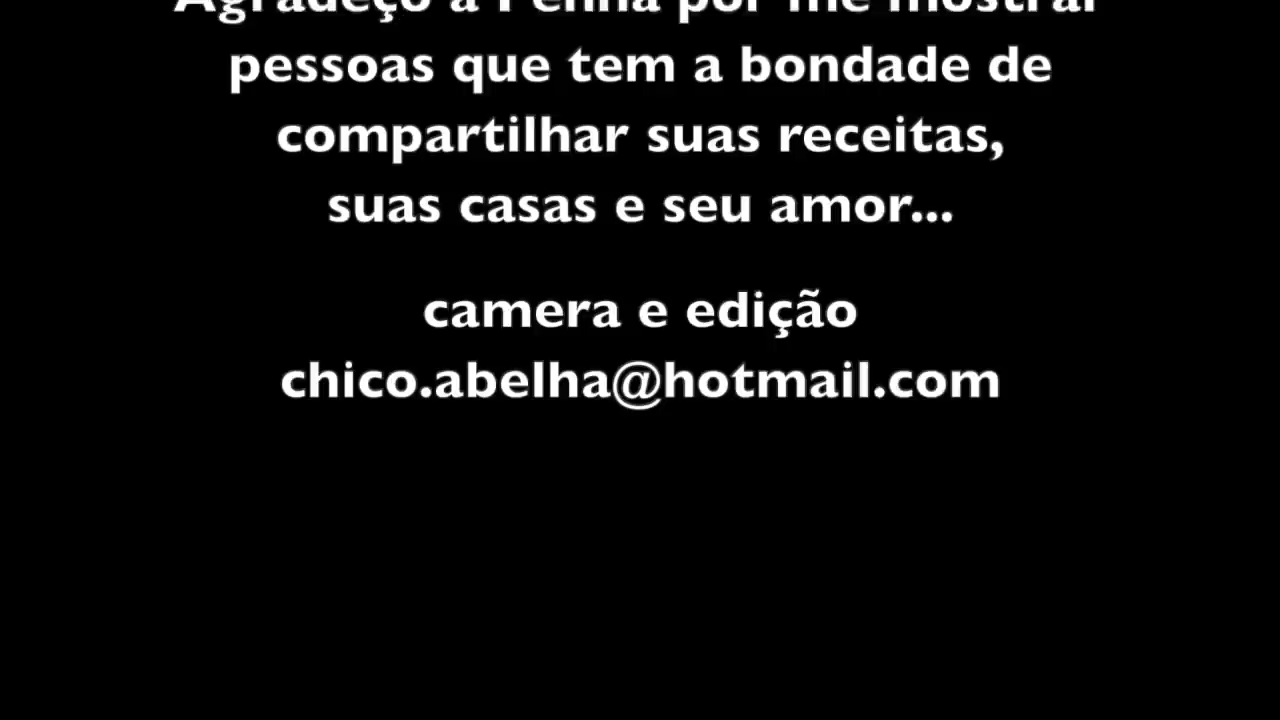 Agradeço a Penha por me mostrar
pessoas que tem a bondade de
compartilhar suas receitas,
suas casas e seu amor...
camera e edição
chico.abelha@hotmail.com